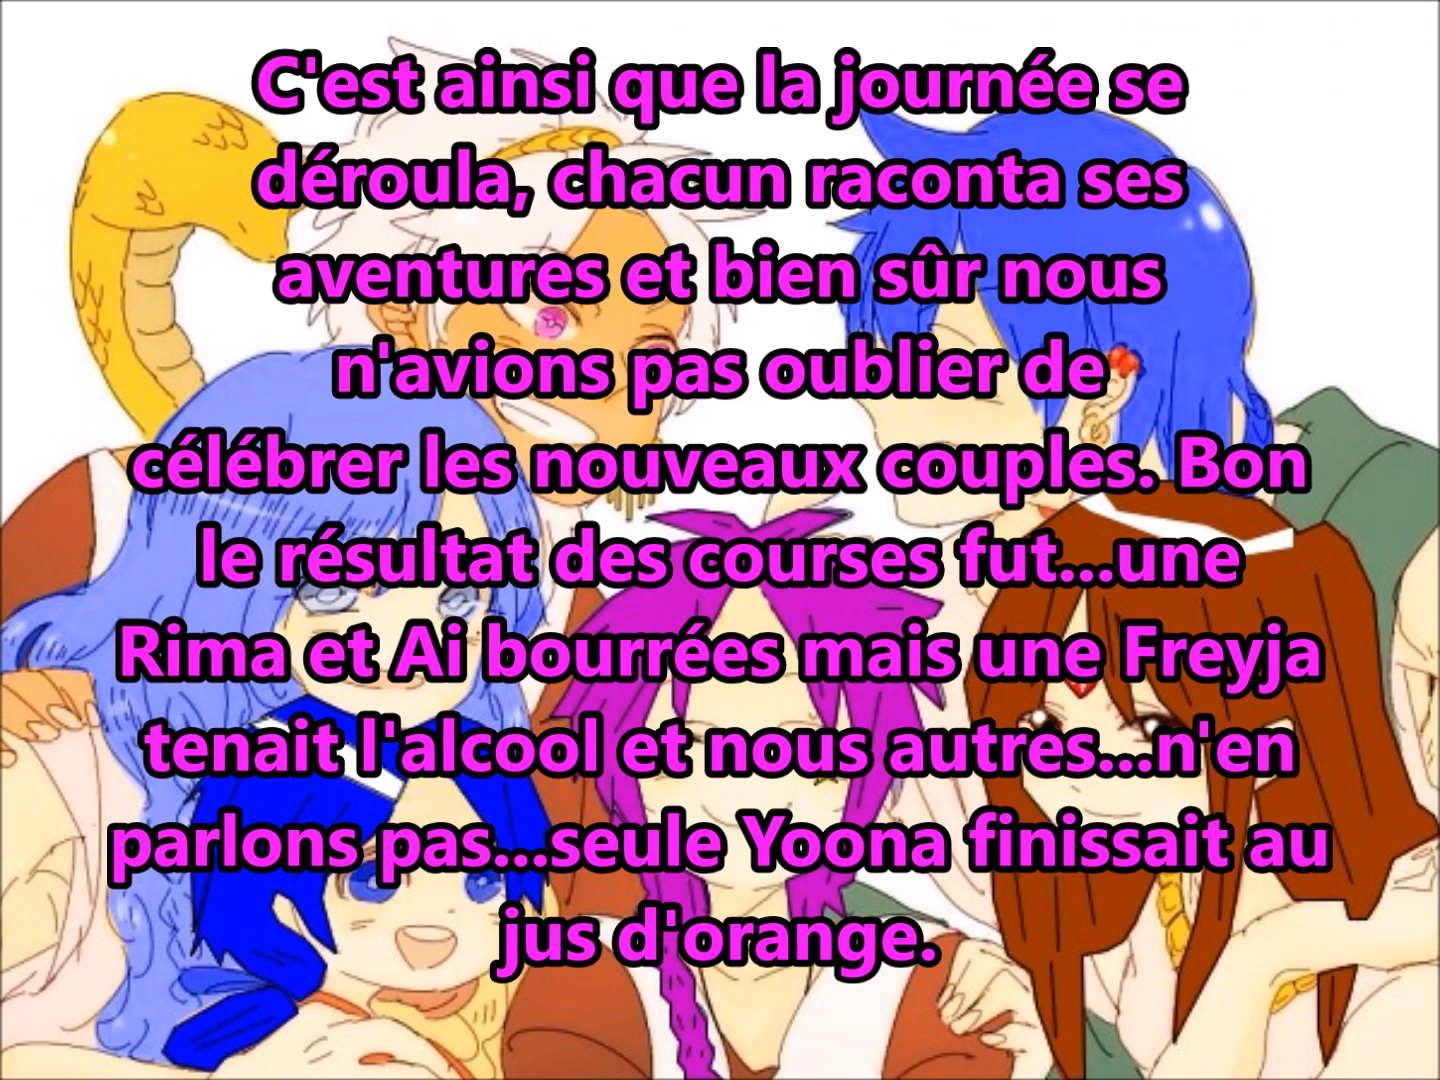 C'est ainsi que la journée se
déroula, chacun raconta ses
aventures et bien sûr nous
n'avions pas oublier de
célébrer les nouveaux couples. Bon
le résultat des courses fut...une
Rima et Ai bourrées mais une Freyja
tenait l'alcool et nous autres...n'en
parlons pas...seule Yoona finissait au
jus d'orange.